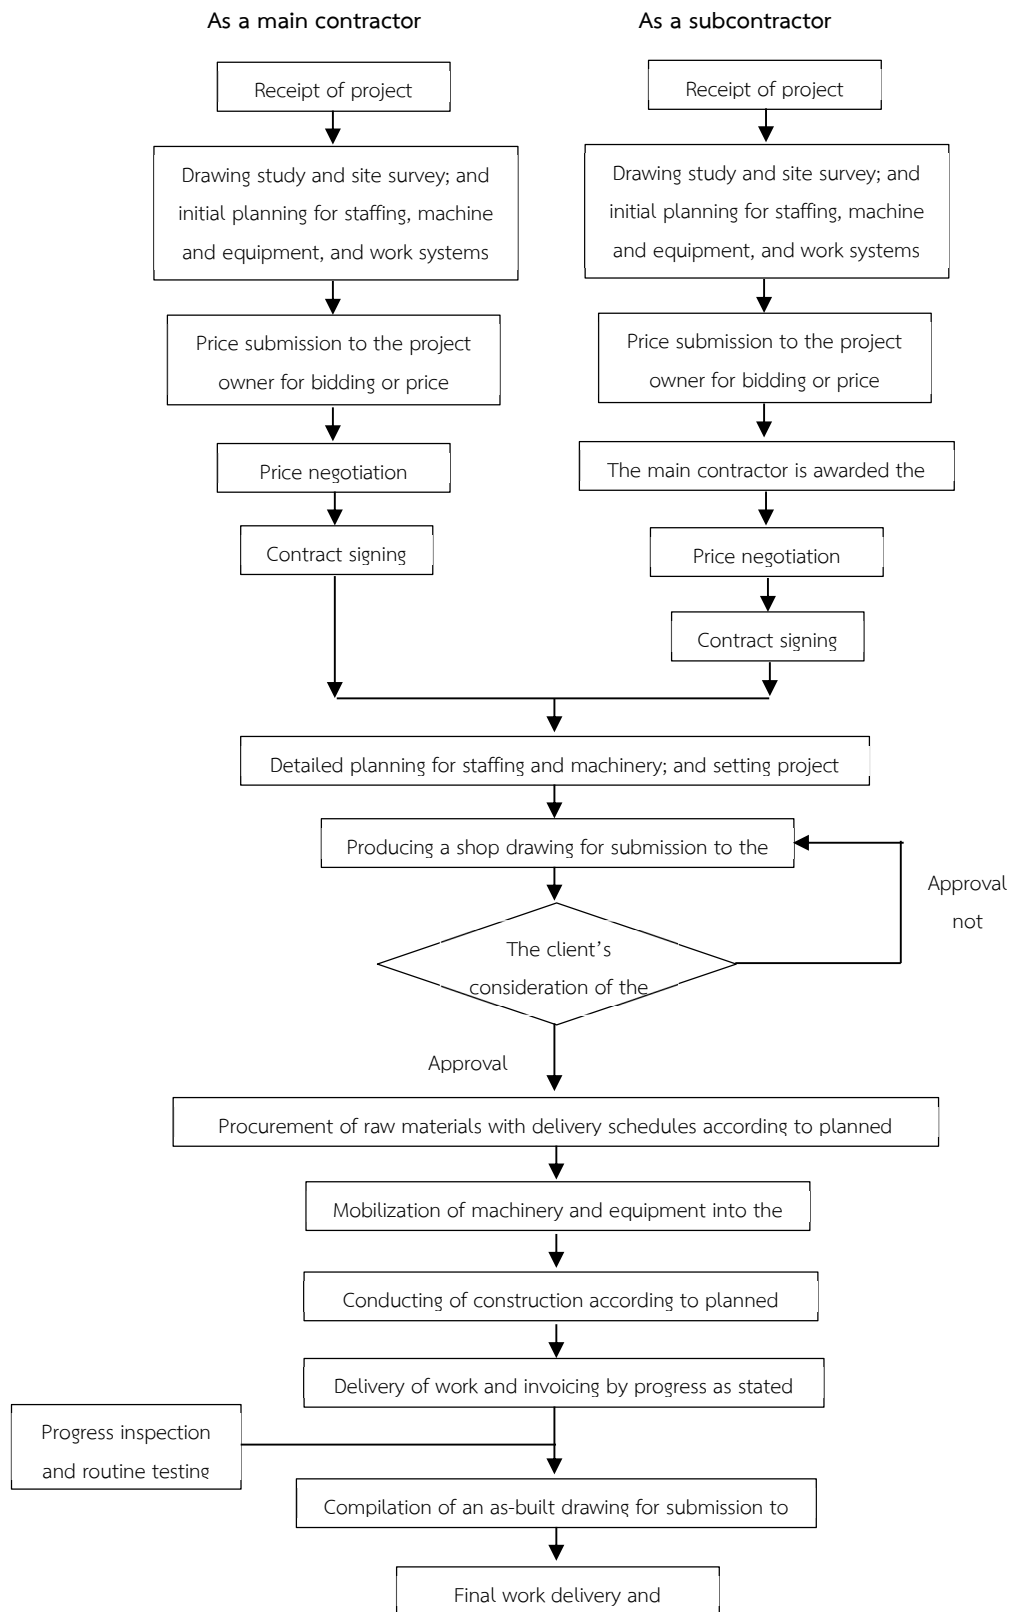 As a main contractor
As a subcontractor
Receipt of project
Receipt of project
Drawing study and site survey; and
initial planning for staffing, machine
and equipment, and work systems
Drawing study and site survey; and
initial planning for staffing, machine
and equipment, and work systems
Price submission to the project
owner for bidding or price
Price submission to the project
owner for bidding or price
Price negotiation
The main contractor is awarded the
Contract signing
Price negotiation
Contract signing
Detailed planning for staffing and machinery; and setting project
Producing a shop drawing for submission to the
Approval
not
The client’s
consideration of the
Approval
Procurement of raw materials with delivery schedules according to planned
Mobilization of machinery and equipment into the
Conducting of construction according to planned
Delivery of work and invoicing by progress as stated
Progress inspection
and routine testing
Compilation of an as-built drawing for submission to
Final work delivery and